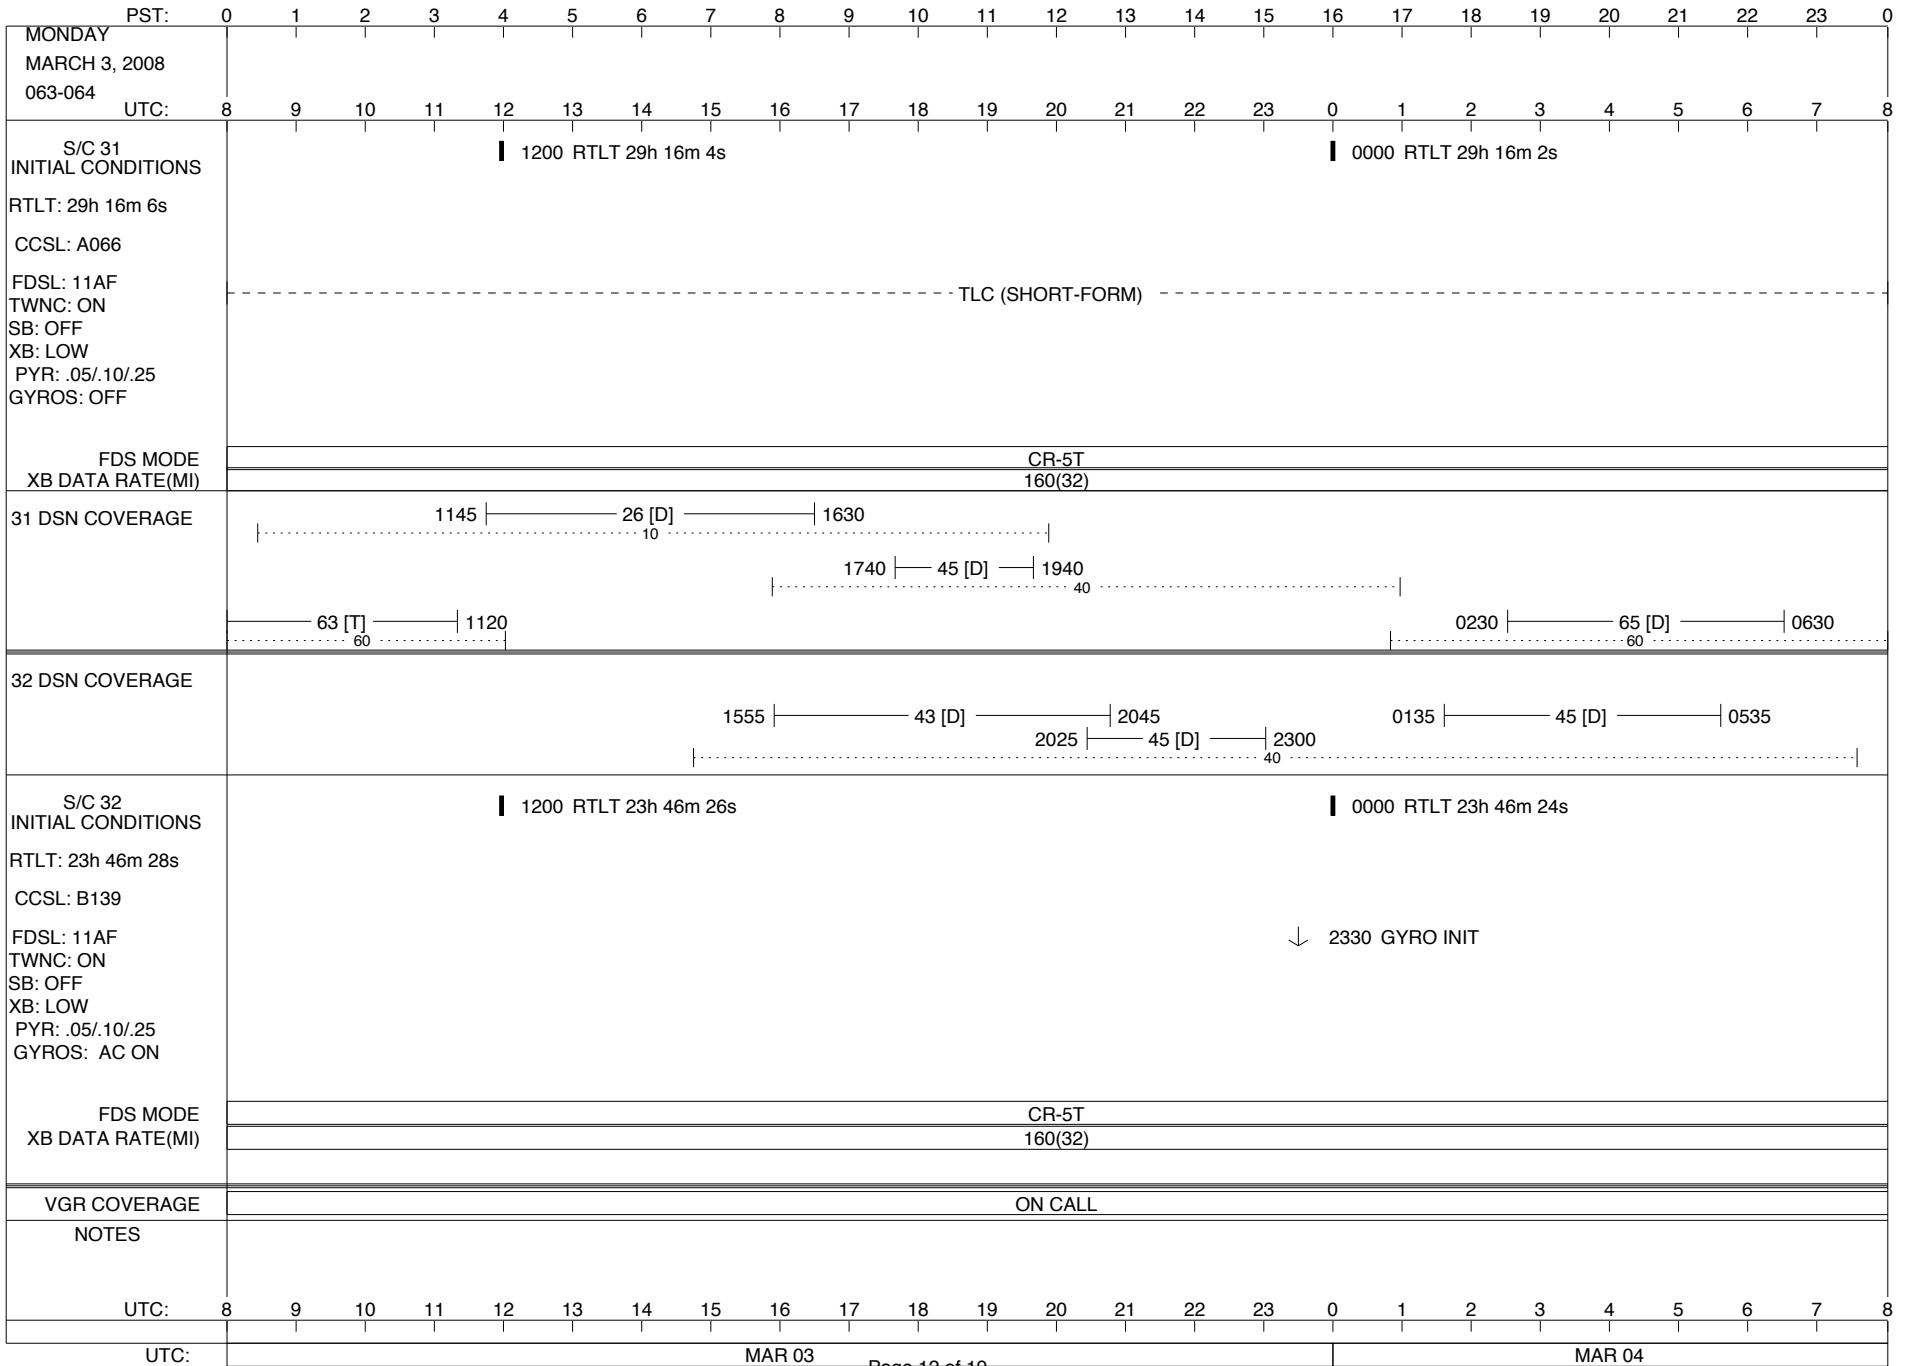 PST: 0 1 2 3 4 5 6 7 8 9 10 11 12 13 14 15 16 17 18 19 20 21 22 23 0
MONDAY
MARCH 3, 2008
063-064
UTC: 8 9 10 11 12 13 14 15 16 17 18 19 20 21 22 23 0 1 2 3 4 5 6 7 8
S/C 31
INITIAL CONDITIONS
1200 RTLT 29h 16m 4s
0000 RTLT 29h 16m 2s
RTLT: 29h 16m 6s
CCSL: A066
FDSL: 11AF
TWNC: ON
SB: OFF
XB: LOW
PYR: .05/.10/.25
GYROS: OFF
TLC (SHORT-FORM)
FDS MODE CR-5T
XB DATA RATE(MI) 160(32)
31 DSN COVERAGE
1145 26 [D] 1630
10
1740 45 [D] 1940
40
63 [T] 1120
60
0230 65 [D] 0630
60
32 DSN COVERAGE
1555 43 [D] 2045
0135 45 [D] 0535
2025 45 [D] 2300
40
S/C 32
INITIAL CONDITIONS
1200 RTLT 23h 46m 26s
0000 RTLT 23h 46m 24s
RTLT: 23h 46m 28s
CCSL: B139
FDSL: 11AF
TWNC: ON
SB: OFF
XB: LOW
PYR: .05/.10/.25
GYROS: AC ON
2330 GYRO INIT
FDS MODE CR-5T
XB DATA RATE(MI) 160(32)
VGR COVERAGE ON CALL
NOTES
UTC: 8 9 10 11 12 13 14 15 16 17 18 19 20 21 22 23 0 1 2 3 4 5 6 7 8
UTC: MAR 03 MAR 04
Page 12 of 19